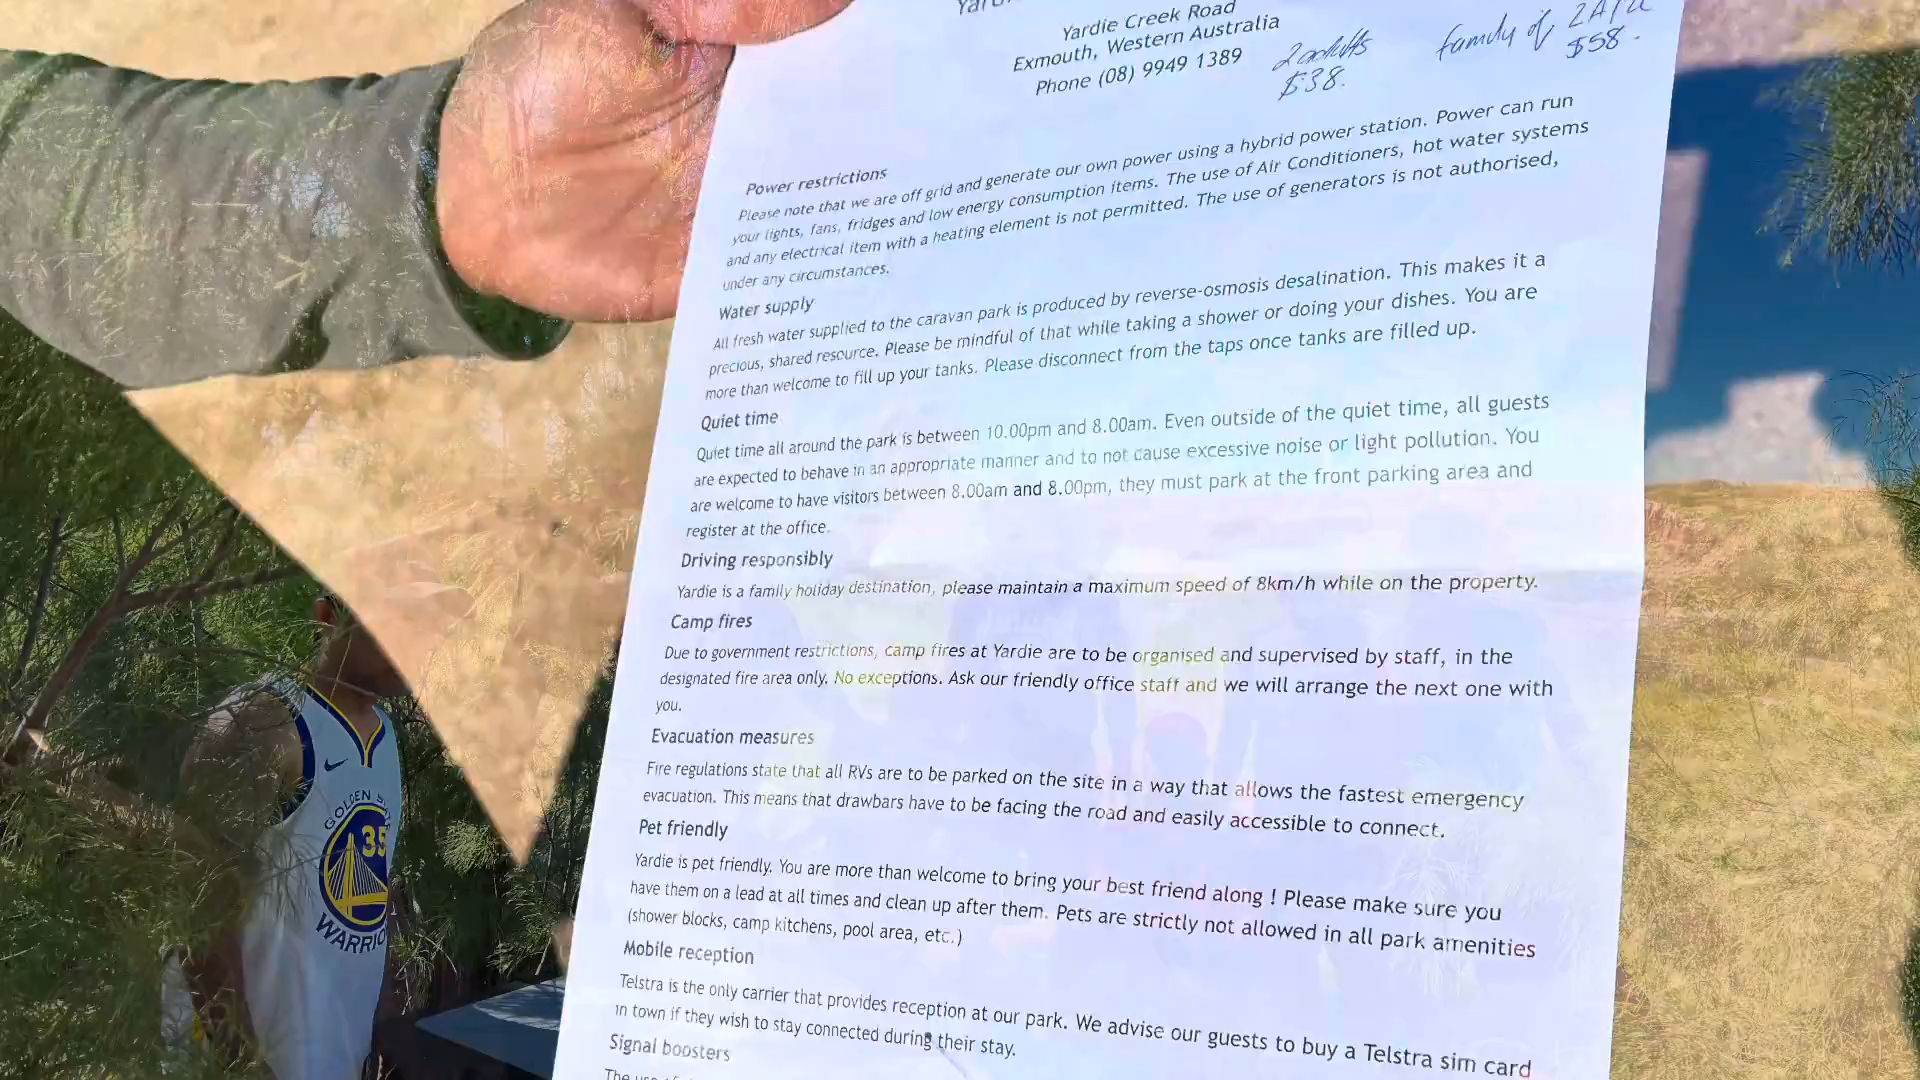 Yardie Creek Road
Exmouth, Western Australia
Phone (08) 9949 1389
2 adults
$38.
family of
$58.
Power restrictions
Please note that we are off grid and generate our own power using a hybrid power station. Power can run
your lights, fans, fridges and low energy consumption items. The use of Air Conditioners, hot water systems
and any electrical item with a heating element is not permitted. The use of generators is not authorised,
under any circumstances.
Water supply
All fresh water supplied to the caravan park is produced by reverse-osmosis desalination. This makes it a
precious, shared resource. Please be mindful of that while taking a shower or doing your dishes. You are
more than welcome to fill up your tanks. Please disconnect from the taps once tanks are filled up.
Quiet time
Quiet time all around the park is between 10.00pm and 8.00am. Even outside of the quiet time, all guests
are expected to behave in an appropriate manner and to not cause excessive noise or light pollution. You
are welcome to have visitors between 8.00am and 8.00pm, they must park at the front parking area and
register at the office.
Driving responsibly
Yardie is a family holiday destination, please maintain a maximum speed of 8km/h while on the property.
Camp fires
Due to government restrictions, camp fires at Yardie are to be organised and supervised by staff, in the
designated fire area only. No exceptions. Ask our friendly office staff and we will arrange the next one with
you.
Evacuation measures
Fire regulations state that all RVs are to be parked on the site in a way that allows the fastest emergency
evacuation. This means that drawbars have to be facing the road and easily accessible to connect.
Pet friendly
Yardie is pet friendly. You are more than welcome to bring your best friend along ! Please make sure you
have them on a lead at all times and clean up after them. Pets are strictly not allowed in all park amenities
(shower blocks, camp kitchens, pool area, etc.)
Mobile reception
Telstra is the only carrier that provides reception at our park. We advise our guests to buy a Telstra sim card
in town if they wish to stay connected during their stay.
Signal boosters
GOLDEN
35